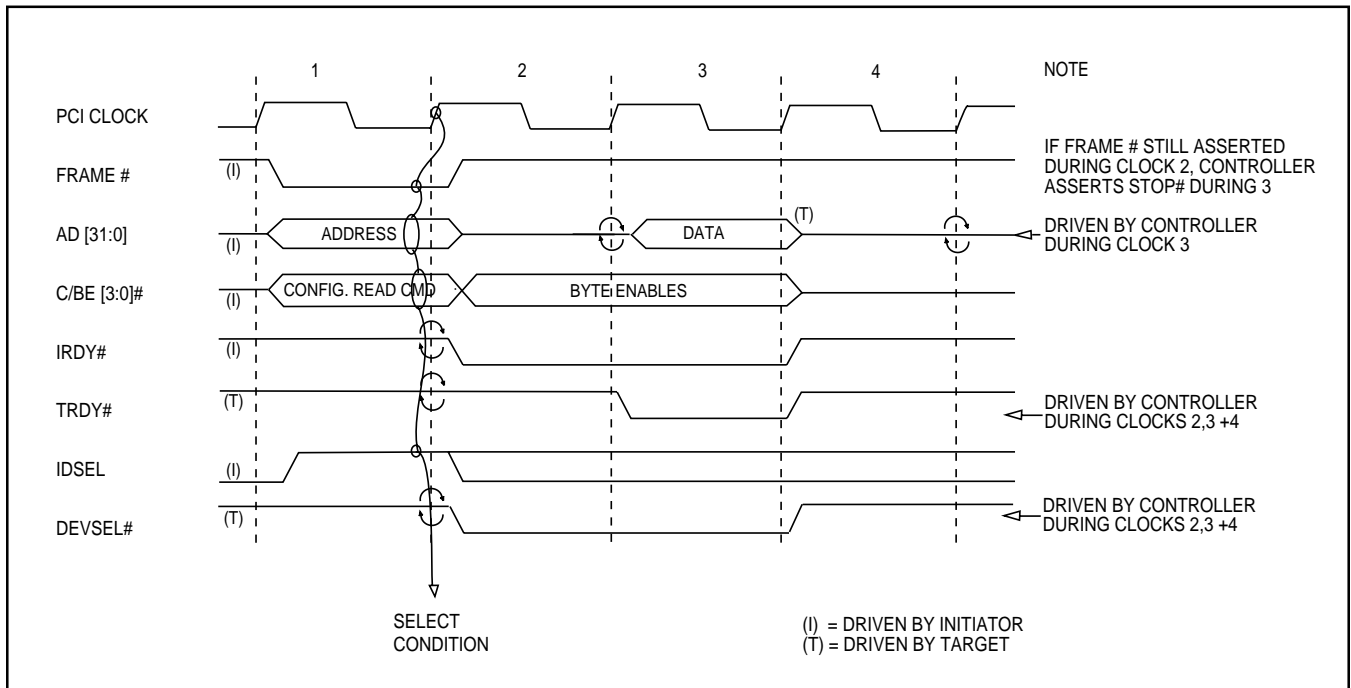 1 2 3 4 NOTE
PCI CLOCK
IF FRAME # STILL ASSERTED
DURING CLOCK 2, CONTROLLER
ASSERTS STOP# DURING 3
FRAME # (I)
AD [31:0] (I) ADDRESS DATA (T)
DRIVEN BY CONTROLLER
DURING CLOCK 3
C/BE [3:0]# (I) CONFIG. READ CMD BYTE ENABLES
IRDY# (I)
TRDY# (T)
DRIVEN BY CONTROLLER
DURING CLOCKS 2,3 +4
IDSEL (I)
DEVSEL# (T)
DRIVEN BY CONTROLLER
DURING CLOCKS 2,3 +4
SELECT
CONDITION
(I) = DRIVEN BY INITIATOR
(T) = DRIVEN BY TARGET